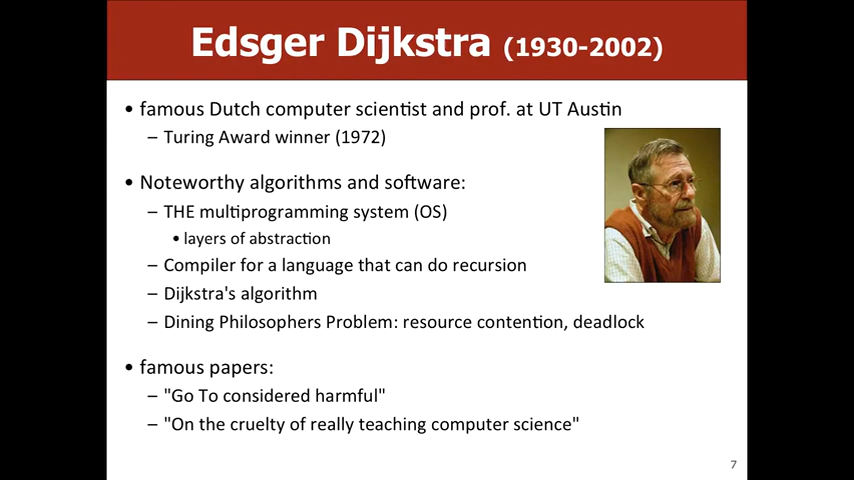 Edsger Dijkstra (1930-2002)
• famous Dutch computer scientist and prof. at UT Austin
– Turing Award winner (1972)
• Noteworthy algorithms and software:
– THE multiprogramming system (OS)
• layers of abstraction
– Compiler for a language that can do recursion
– Dijkstra's algorithm
– Dining Philosophers Problem: resource contention, deadlock
• famous papers:
– "Go To considered harmful"
– "On the cruelty of really teaching computer science"
7